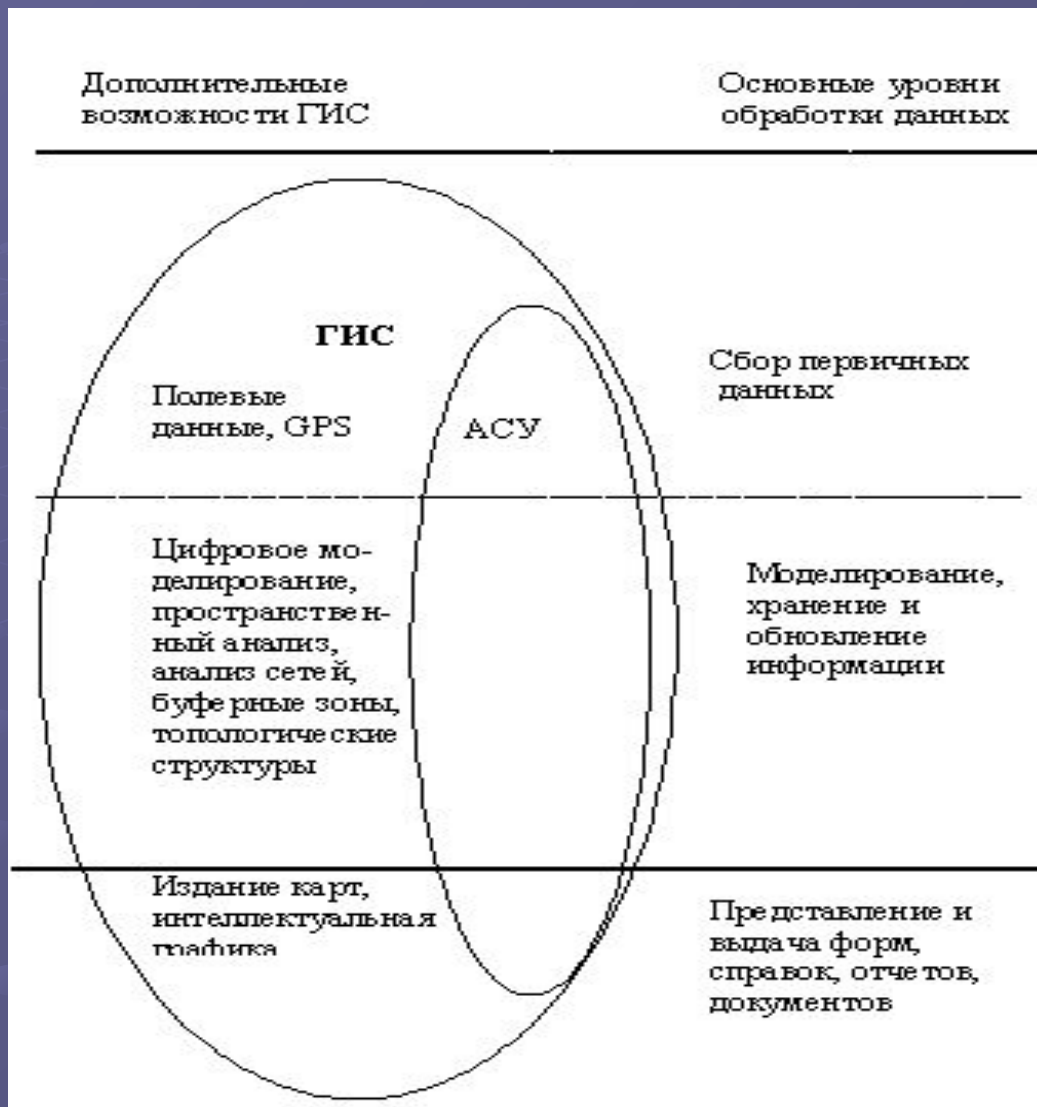 Дополнительные
возможности ГИС
Основные уровни
обработки данных
ГИС
Полевые
данные, GPS
АСУ
Сбор первичных
данных
Цифровое мо-
делирование,
пространствен-
ный анализ,
анализ сетей,
буферные зоны,
топологические
структуры
Моделирование,
хранение и
обновление
информации
Издание карт,
интеллектуальная
графика
Представление и
выдача форм,
справок, отчетов,
документов